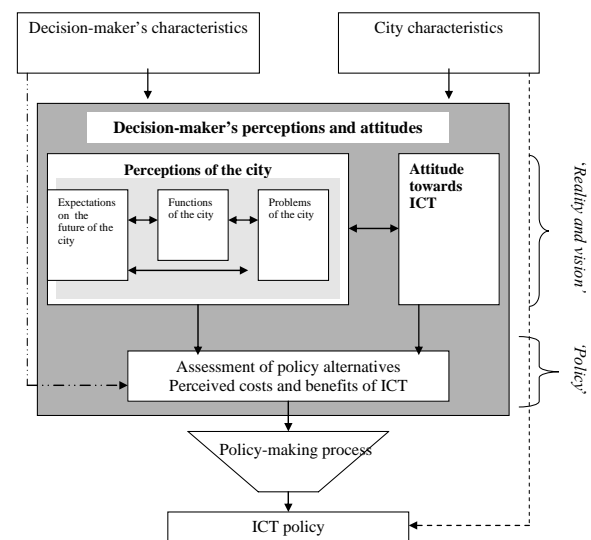 Decision-maker's characteristics
City characteristics
Decision-maker's perceptions and attitudes
Perceptions of the city
Expectations
on the
future of the
city
Functions
of the city
Problems
of the city
Attitude
towards
ICT
'Reality and vision'
Assessment of policy alternatives
Perceived costs and benefits of ICT
'Policy'
Policy-making process
ICT policy